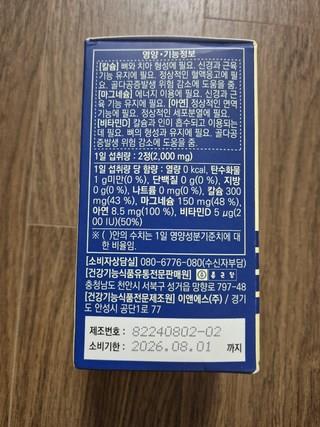 영양·기능정보
[칼슘] 뼈와 치아 형성에 필요. 신경과 근육
기능 유지에 필요. 정상적인 혈액응고에 필
요. 골다공증발생 위험 감소에 도움을 줌.
[마그네슘] 에너지 이용에 필요. 신경과 근
육 기능 유지에 필요. [아연] 정상적인 면역
기능에 필요. 정상적인 세포분열에 필요.
[비타민D] 칼슘과 인이 흡수되고 이용되는
데 필요. 뼈의 형성과 유지에 필요. 골다공
증발생 위험 감소에 도움을 줌.
1일 섭취량 : 2정(2,000 mg)
1일 섭취량 당 함량 : 열량 0 kcal, 탄수화물
1 g미만(0 %), 단백질 0 g(0 %), 지방
0 g(0 %), 나트륨 0 mg(0 %), 칼슘 300
mg(43 %), 마그네슘 150 mg(48 %),
아연 8.5 mg(100 %), 비타민D 5 μg(2
00 IU)(50%)
※ ( )안의 수치는 1일 영양성분기준치에 대
한 비율임.
[소비자상담실] 080-6776-080(수신자부담)
[건강기능식품유통전문판매원] 종근당
충청남도 천안시 서북구 성거읍 망향로 797-48
[건강기능식품전문제조원] 이앤에스(주) / 경기
도 안성시 공단1로 77
제조번호 : 82240802-02
소비기한 : 2026.08.01 까지